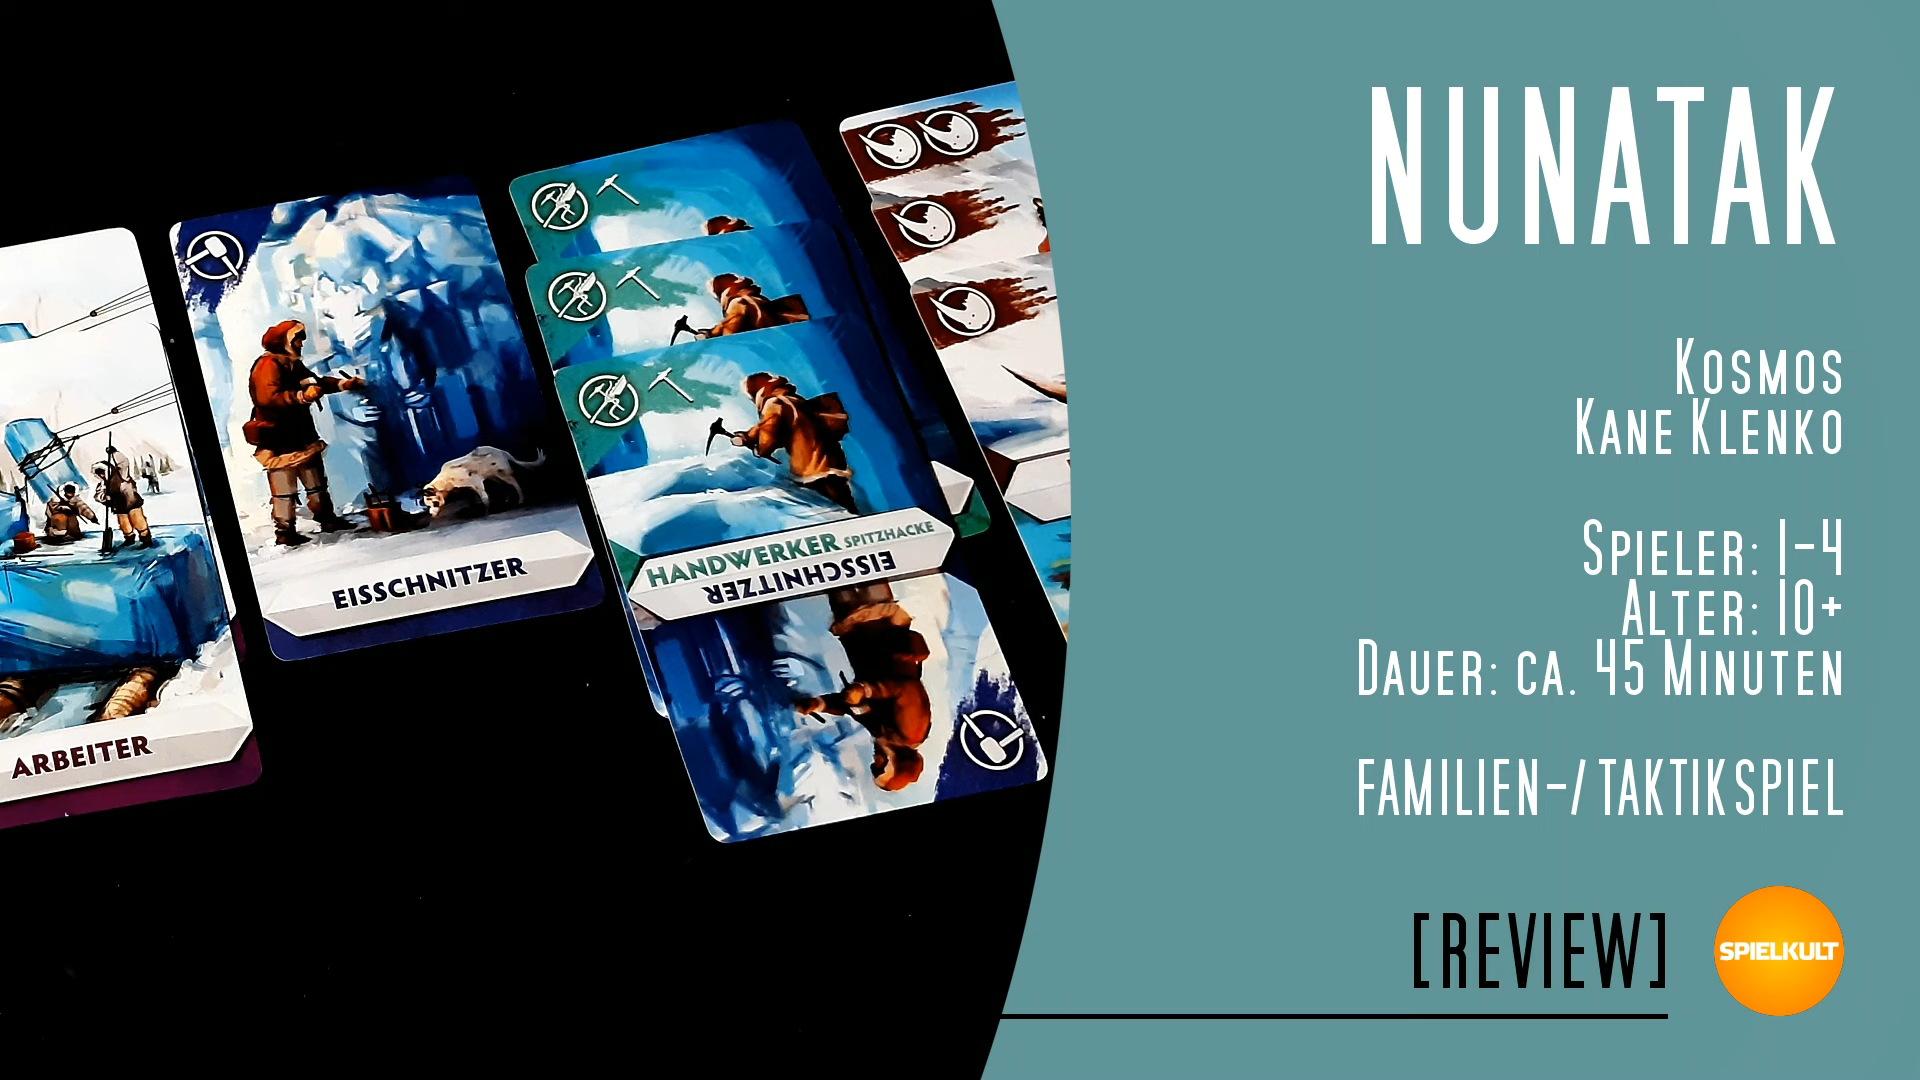 NUNATAK
KOSMOS
KANE KLENKO
SPIELER: 1-4
ALTER: 10+
DAUER: CA. 45 MINUTEN
FAMILIEN-/TAKTIKSPIEL
[REVIEW]
SPIELKULT
ARBEITER
EISSCHNITZER
HANDWERKER SPITZHACKE
EISSCHNITZER